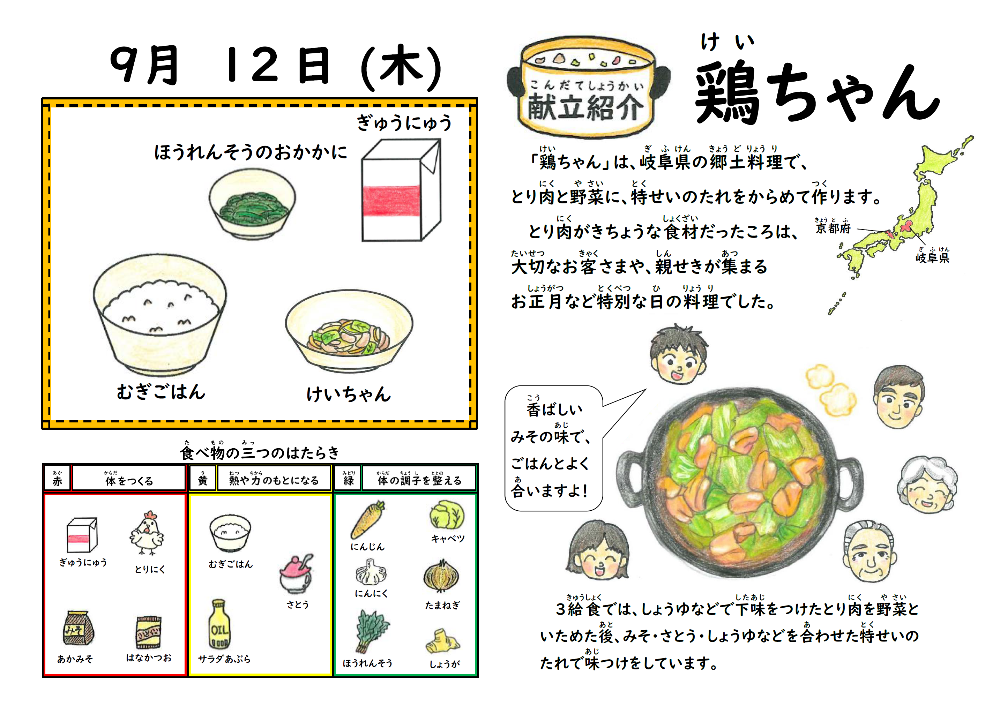 9月 12日 (木)
ぎゅうにゅう
ほうれんそうのおかかに
むぎごはん
けいちゃん
た もの みっ
食べ物の三つのはたらき
あか からだ
赤 体をつくる
き ねつ ちから
黄 熱や力のもとになる
みどり からだ ちょう し ととの
緑 体の調子を整える
ぎゅうにゅう
とりにく
みそ
あかみそ
はなかつお
むぎごはん
さとう
OIL
サラダあぶら
にんじん
キャベツ
にんにく
たまねぎ
ほうれんそう
しょうが
こんだてしょうかい
献立紹介
けい
鶏ちゃん
けい ぎ ふ けん きょう ど りょう り
「鶏ちゃん」は、岐阜県の郷土料理で、
にく や さい とく つく
とり肉と野菜に、特せいのたれをからめて作ります。
にく しょくざい
とり肉がきちょうな食材だったころは、
たいせつ きゃく しん あつ
大切なお客さまや、親せきが集まる
しょうがつ とくべつ ひ りょう り
お正月など特別な日の料理でした。
きょう と ふ
京都府
ぎ ふ けん
岐阜県
こう
香ばしい
あじ
みその味で、
ごはんとよく
あ
合いますよ!
きゅうしょく したあじ にく や さい
3給食では、しょうゆなどで下味をつけたとり肉を野菜と
あと あ とく
いためた後、みそ・さとう・しょうゆなどを合わせた特せいの
あじ
たれで味つけをしています。